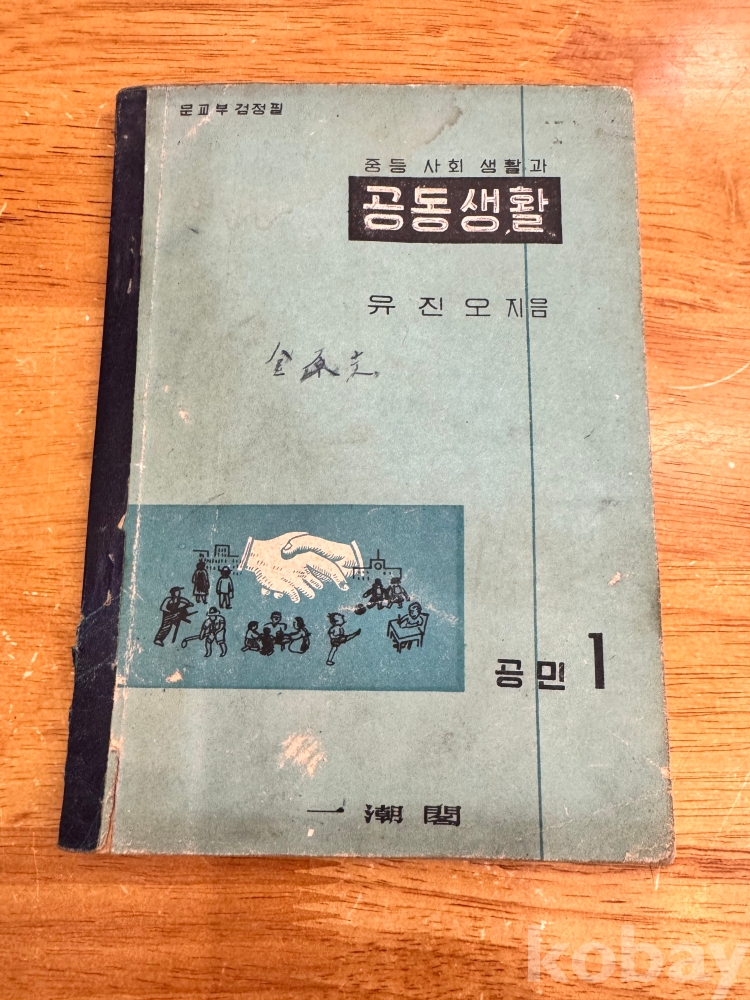 문교부 검정필
중등 사회 생활과
공동생활
유진오 지음
공민 1
一潮閣
kobay